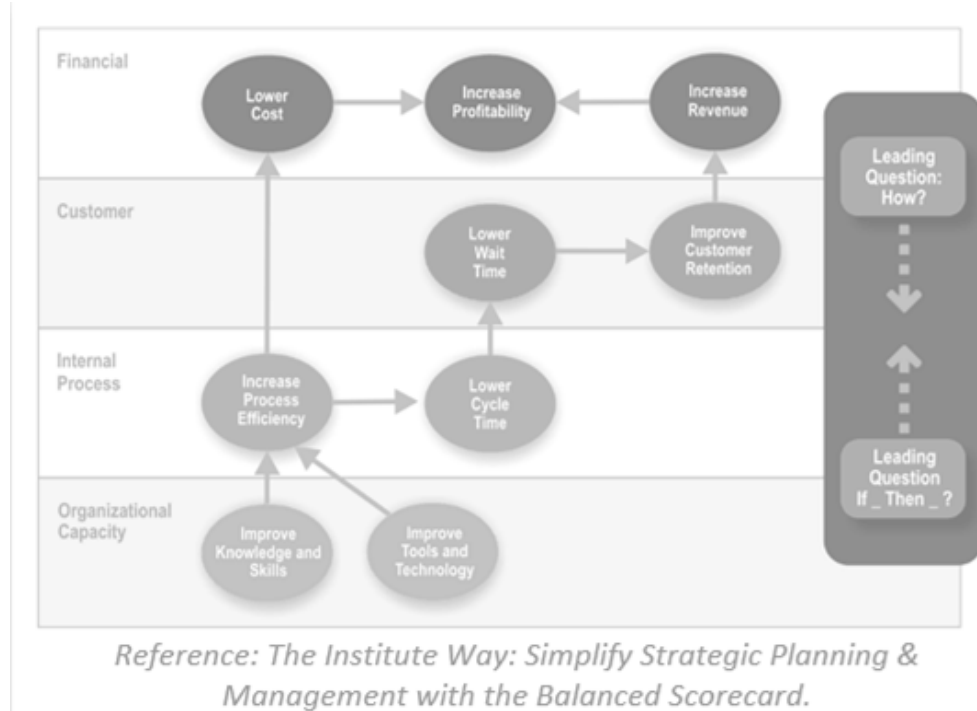 Financial
Lower
Cost
Increase
Profitability
Increase
Revenue
Customer
Lower
Wait
Time
Improve
Customer
Retention
Internal
Process
Increase
Process
Efficiency
Lower
Cycle
Time
Organizational
Capacity
Improve
Knowledge and
Skills
Improve
Tools and
Technology
Leading
Question:
How?
Leading
Question
If _ Then _ ?
Reference: The Institute Way: Simplify Strategic Planning &
Management with the Balanced Scorecard.